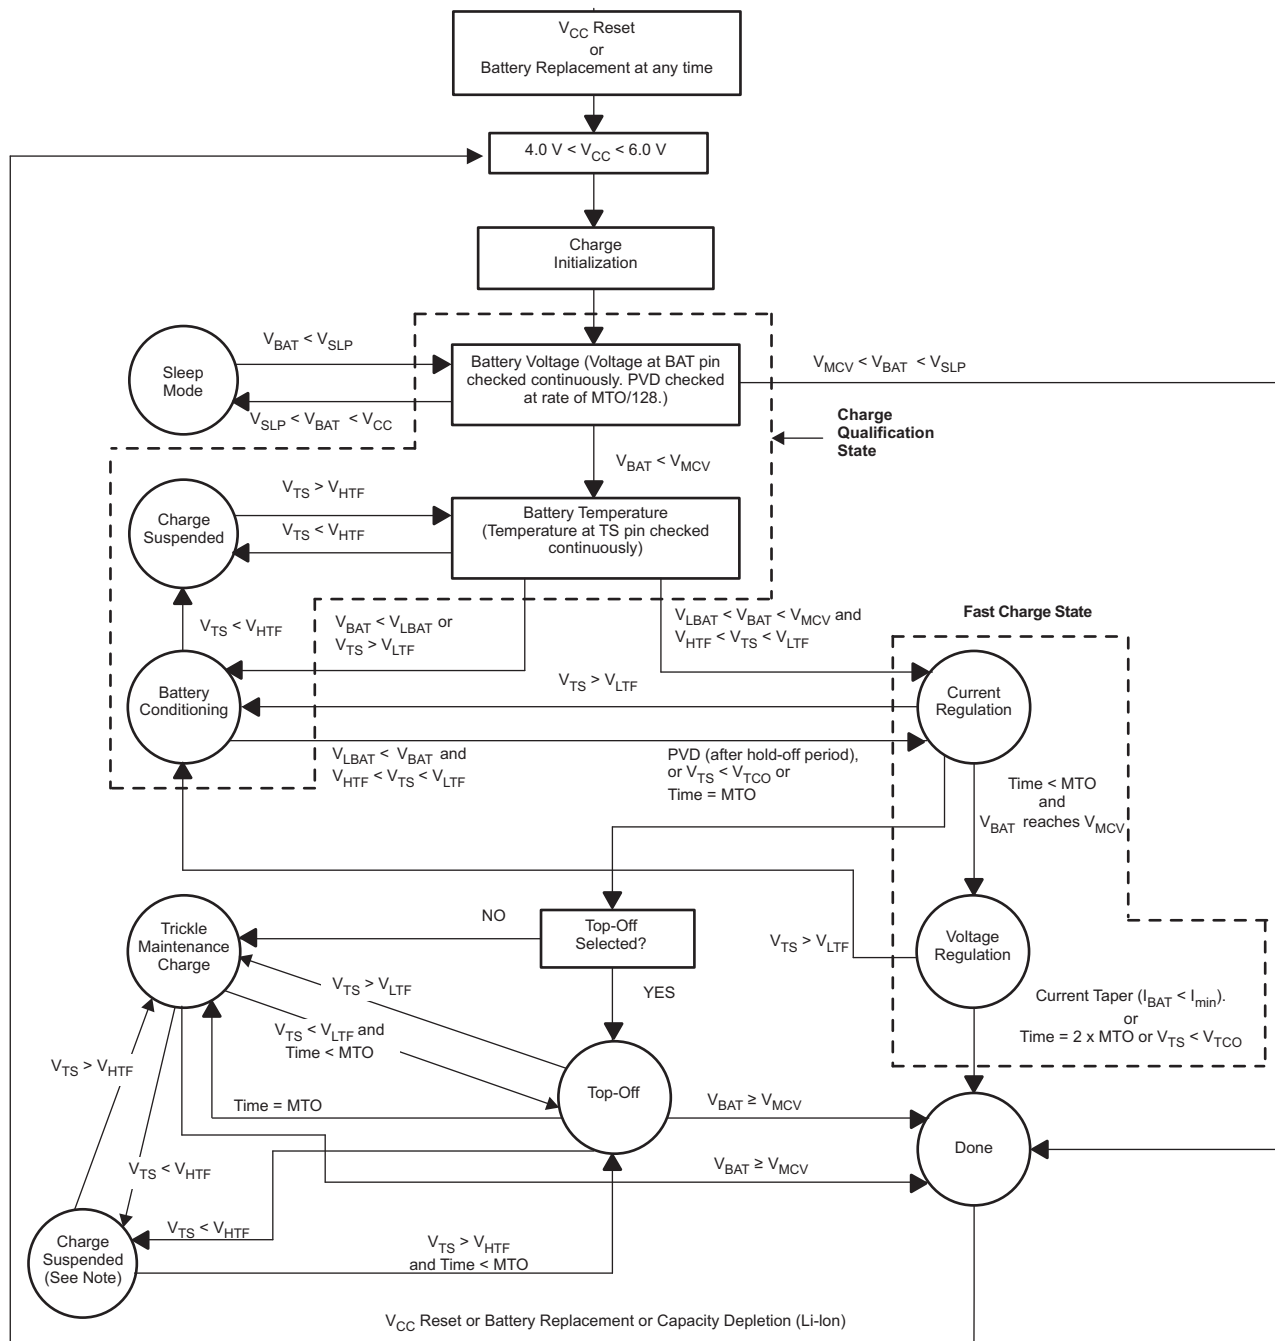 V_CC Reset
or
Battery Replacement at any time
4.0 V < V_CC < 6.0 V
Charge
Initialization
V_BAT < V_SLP
Sleep
Mode
V_SLP < V_BAT < V_CC
Battery Voltage (Voltage at BAT pin
checked continuously. PVD checked
at rate of MTO/128.)
V_MCV < V_BAT < V_SLP
Charge
Qualification
State
V_BAT < V_MCV
V_TS > V_HTF
Charge
Suspended
V_TS < V_HTF
Battery Temperature
(Temperature at TS pin checked
continuously)
V_TS < V_HTF
V_BAT < V_LBAT or
V_TS > V_LTF
V_LBAT < V_BAT < V_MCV and
V_HTF < V_TS < V_LTF
Fast Charge State
Battery
Conditioning
V_TS > V_LTF
Current
Regulation
V_LBAT < V_BAT and
V_HTF < V_TS < V_LTF
PVD (after hold-off period),
or V_TS < V_TCO or
Time = MTO
Time < MTO
and
V_BAT reaches V_MCV
Trickle
Maintenance
Charge
NO
Top-Off
Selected?
YES
V_TS > V_LTF
Voltage
Regulation
V_TS > V_LTF
V_TS < V_LTF and
Time < MTO
Current Taper (I_BAT < I_min).
or
Time = 2 x MTO or V_TS < V_TCO
V_TS > V_HTF
Time = MTO
Top-Off
V_BAT ≥ V_MCV
Done
V_TS < V_HTF
V_BAT ≥ V_MCV
V_TS < V_HTF
Charge
Suspended
(See Note)
V_TS > V_HTF
and Time < MTO
V_CC Reset or Battery Replacement or Capacity Depletion (Li-Ion)